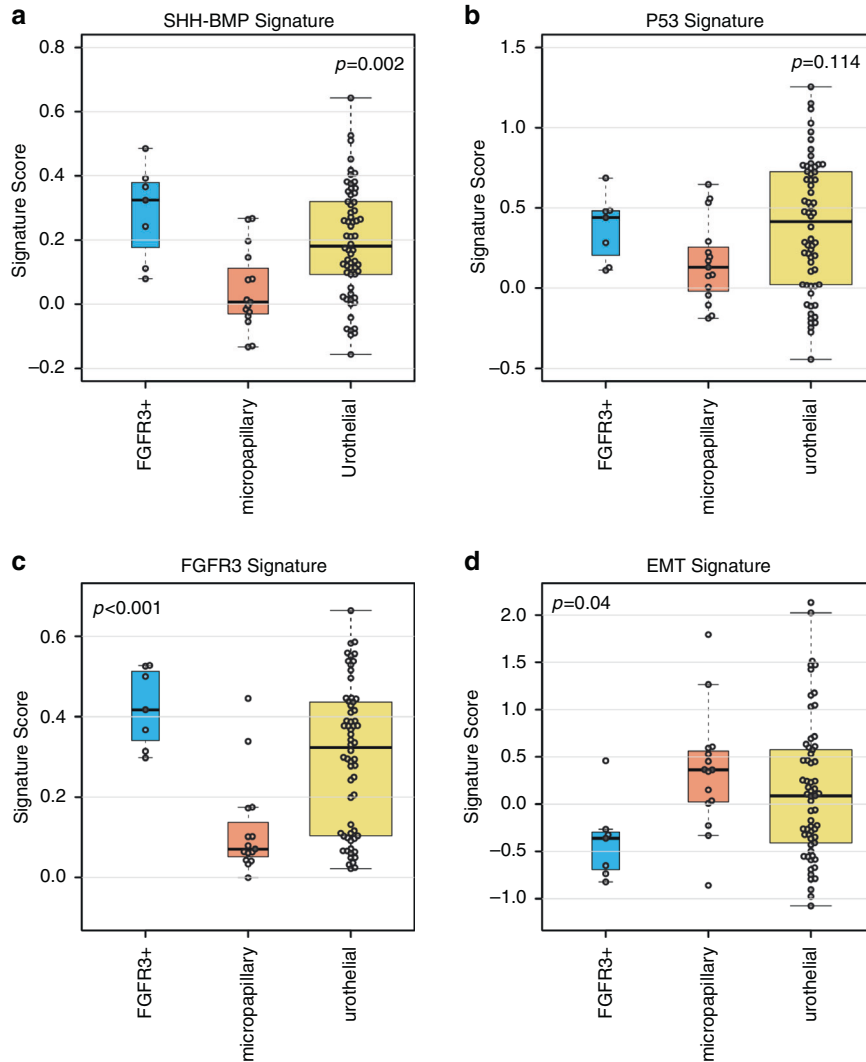 a
SHH-BMP Signature
p=0.002
Signature Score
0.8
0.6
0.4
0.2
0.0
–0.2
FGFR3+
micropapillary
Urothelial
b
P53 Signature
p=0.114
Signature Score
1.5
1.0
0.5
0.0
–0.5
FGFR3+
micropapillary
urothelial
c
FGFR3 Signature
p<0.001
Signature Score
0.6
0.4
0.2
0.0
FGFR3+
micropapillary
urothelial
d
EMT Signature
p=0.04
Signature Score
2.0
1.5
1.0
0.5
0.0
–0.5
–1.0
FGFR3+
micropapillary
urothelial